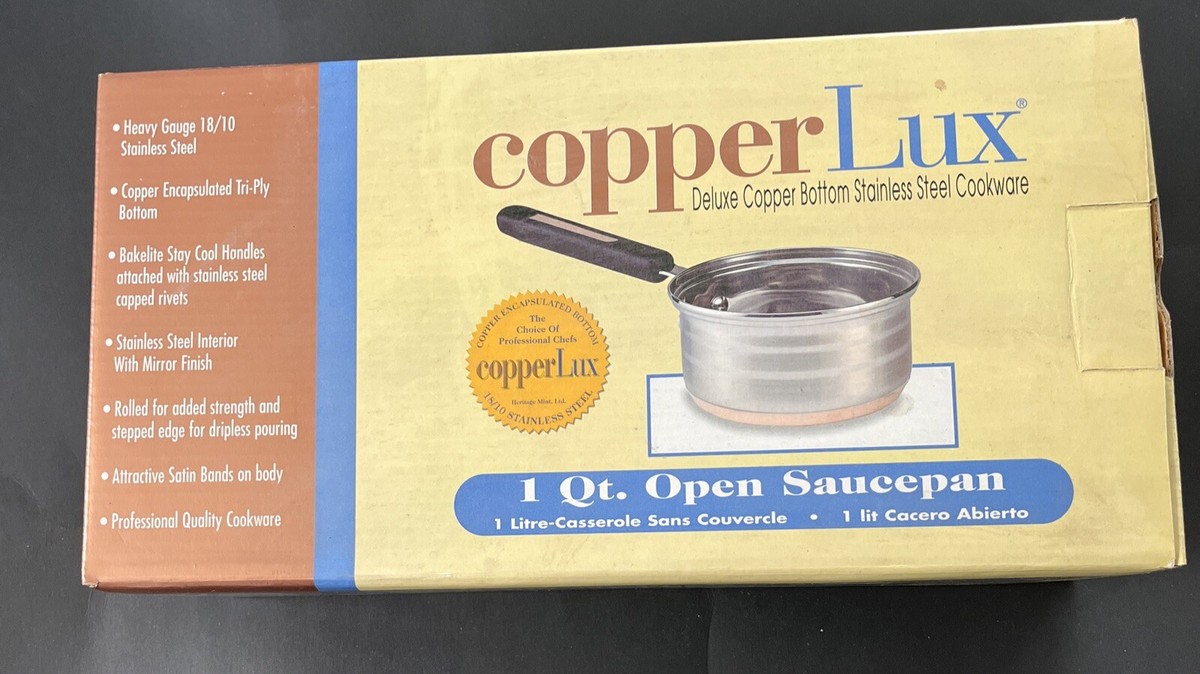 • Heavy Gauge 18/10
Stainless Steel
• Copper Encapsulated Tri-Ply
Bottom
• Bakelite Stay Cool Handles
attached with stainless steel
capped rivets
• Stainless Steel Interior
With Mirror Finish
• Rolled for added strength and
stepped edge for dripless pouring
• Attractive Satin Bands on body
• Professional Quality Cookware
copperLux®
Deluxe Copper Bottom Stainless Steel Cookware
COPPER ENCAPSULATED BOTTOM
The
Choice Of
Professional Chefs
copperLux
Heritage Mint, Ltd.
18/10 STAINLESS STEEL
1 Qt. Open Saucepan
1 Litre-Casserole Sans Couvercle • 1 lit Cacero Abierto